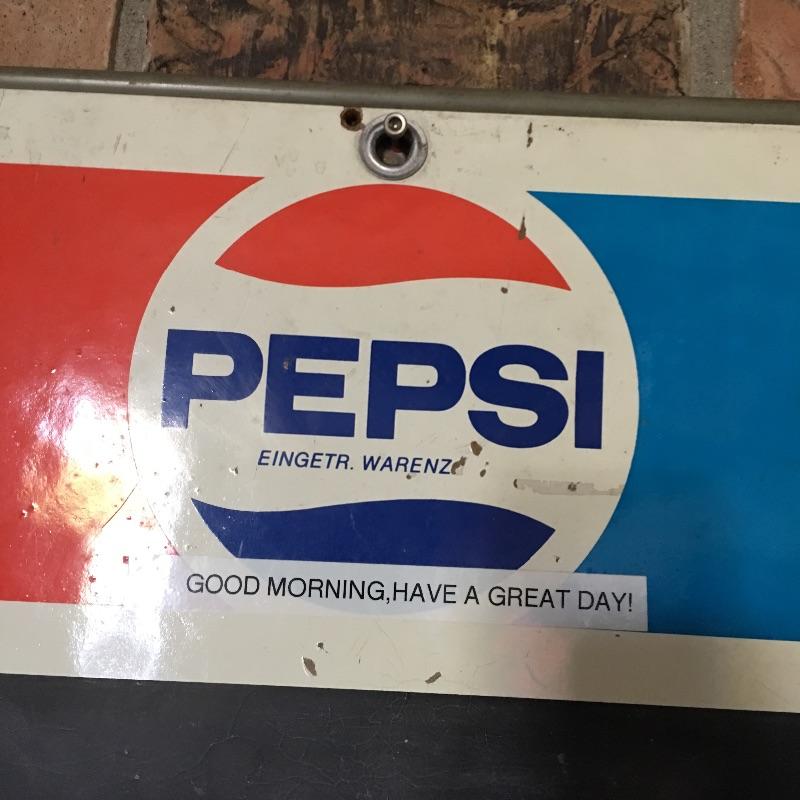 PEPSI
EINGETR. WARENZ
GOOD MORNING,HAVE A GREAT DAY!